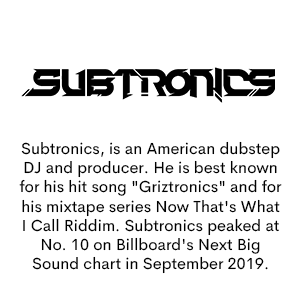 SUBTRONICS
Subtronics, is an American dubstep
DJ and producer. He is best known
for his hit song "Griztronics" and for
his mixtape series Now That's What
I Call Riddim. Subtronics peaked at
No. 10 on Billboard's Next Big
Sound chart in September 2019.